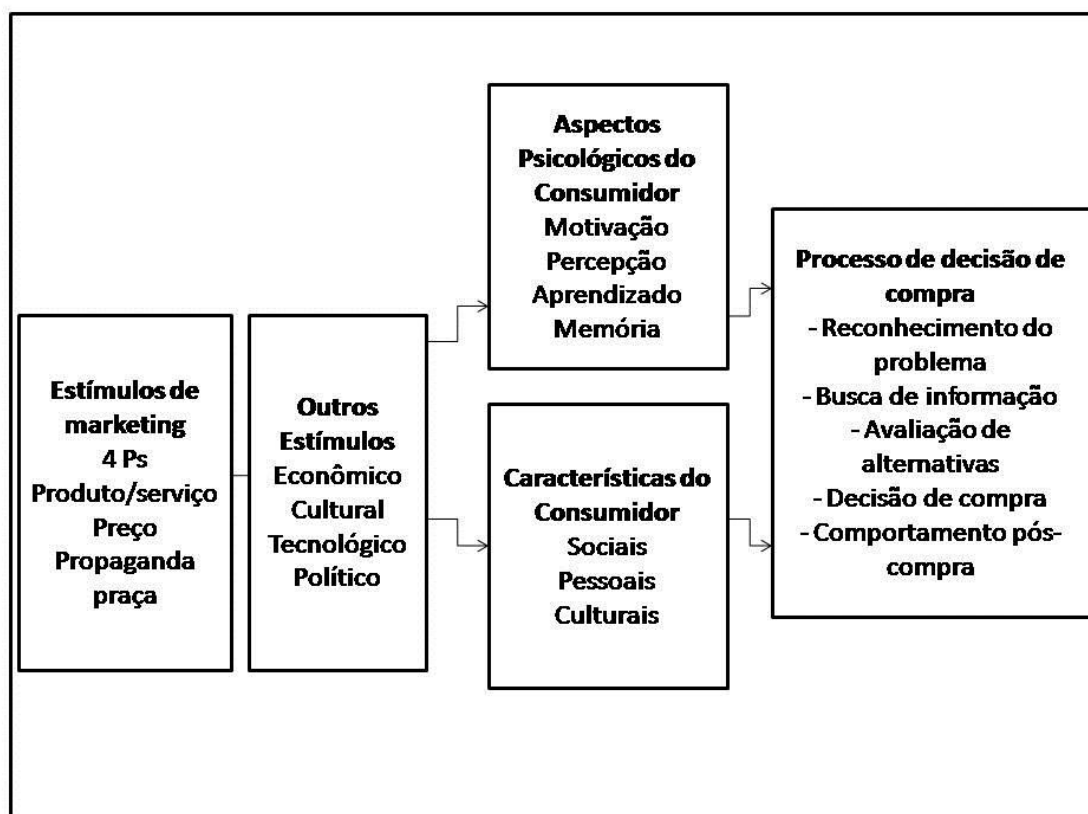 Estímulos de
marketing
4 Ps
Produto/serviço
Preço
Propaganda
praça
Outros
Estímulos
Econômico
Cultural
Tecnológico
Político
Aspectos
Psicológicos do
Consumidor
Motivação
Percepção
Aprendizado
Memória
Características do
Consumidor
Sociais
Pessoais
Culturais
Processo de decisão de
compra
- Reconhecimento do
problema
- Busca de informação
- Avaliação de
alternativas
- Decisão de compra
- Comportamento pós-
compra